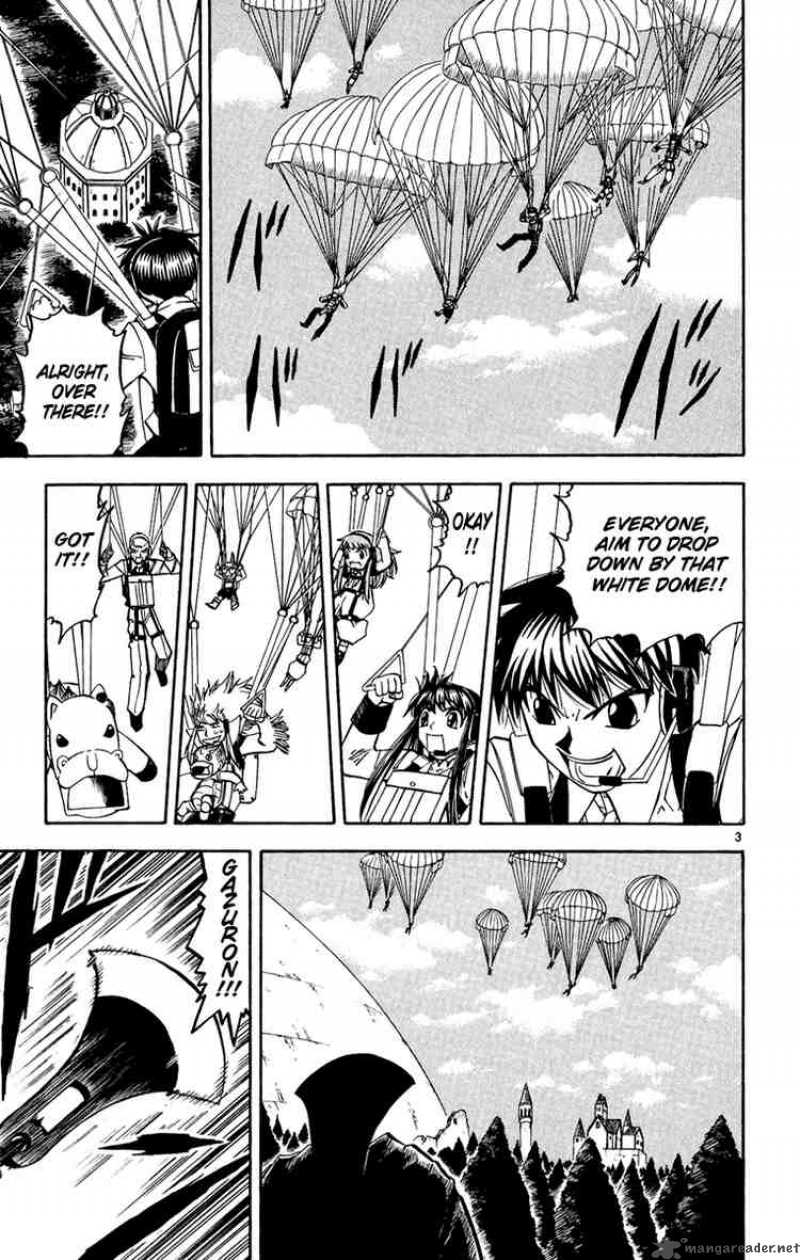 ALRIGHT,
OVER
THERE!!
EVERYONE,
AIM TO DROP
DOWN BY THAT
WHITE DOME!!
OKAY
!!
GOT
IT!!
3
GAZURON!!!
mangareader.net